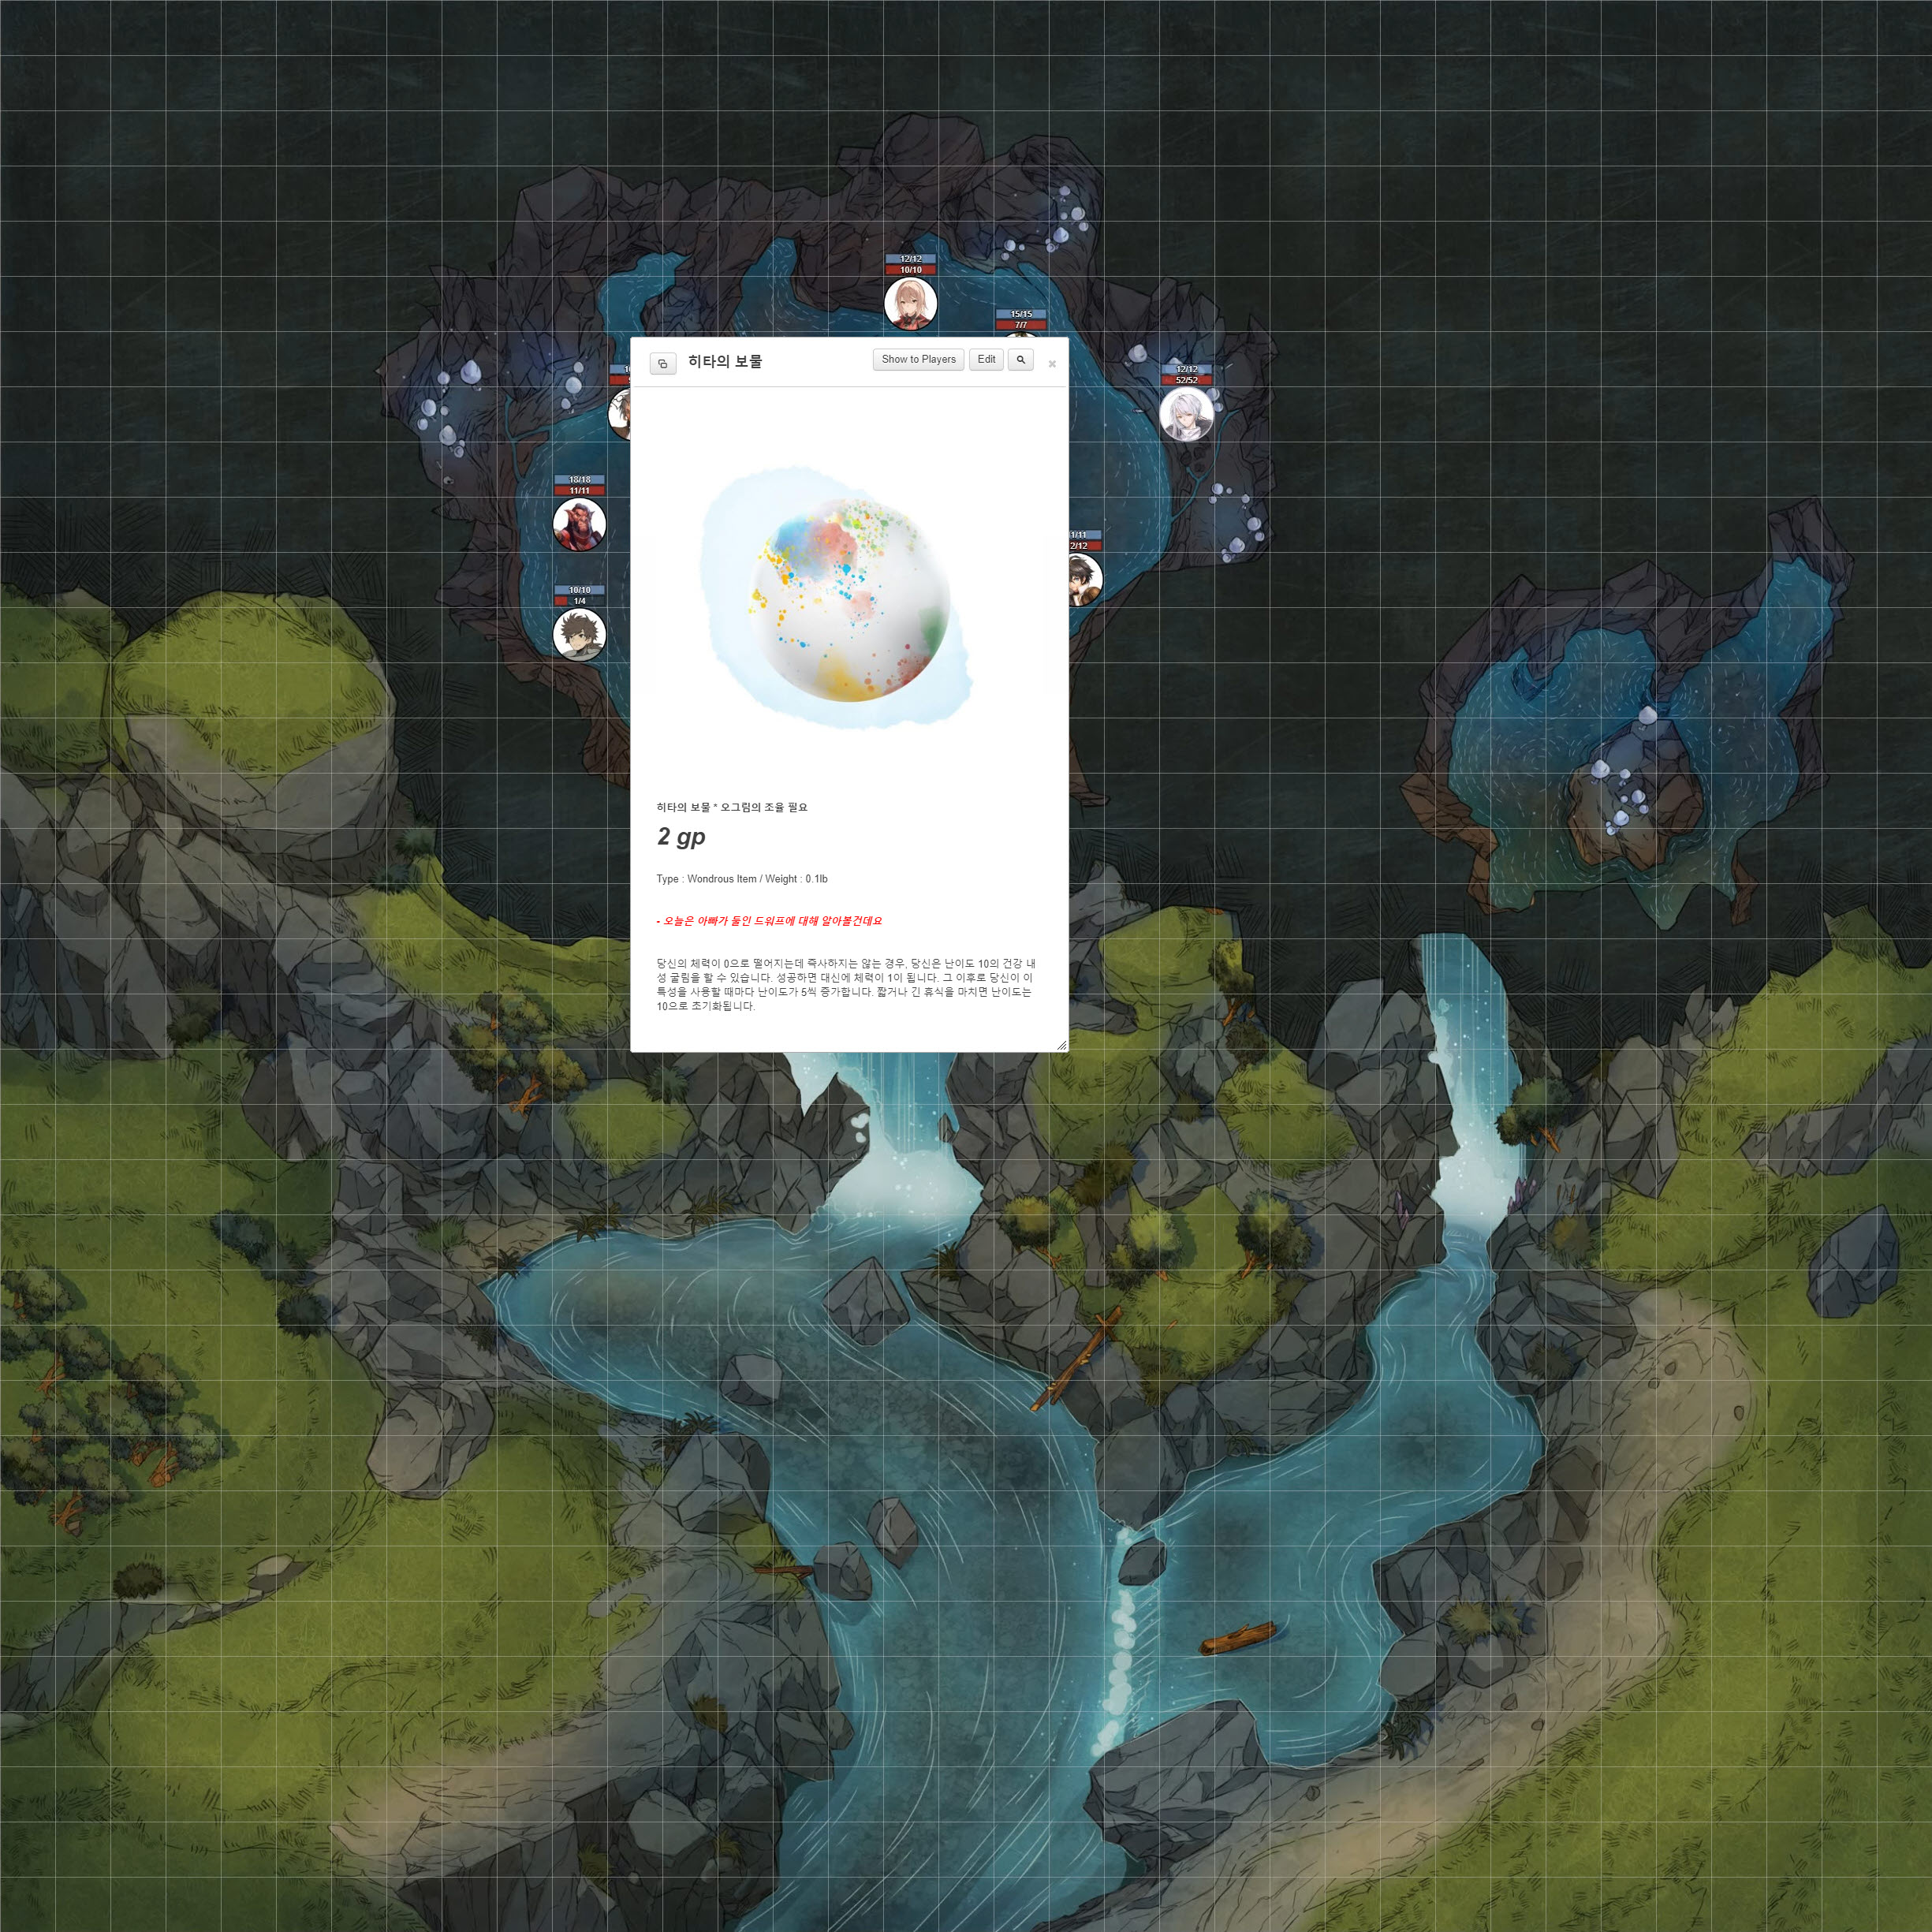 12/12
10/10
15/15
7/7
12/12
52/52
18/18
11/11
10/10
1/4
히타의 보물
Show to Players
Edit
히타의 보물 * 오그림의 조율 필요
2 gp
Type : Wondrous Item / Weight : 0.1lb
- 오늘은 아빠가 둘인 드워프에 대해 알아볼건데요
당신의 체력이 0으로 떨어지는데 즉사하지는 않는 경우, 당신은 난이도 10의 건강 내
성 굴림을 할 수 있습니다. 성공하면 대신에 체력이 1이 됩니다. 그 이후로 당신이 이
특성을 사용할 때마다 난이도가 5씩 증가합니다. 짧거나 긴 휴식을 마치면 난이도는
10으로 초기화됩니다.